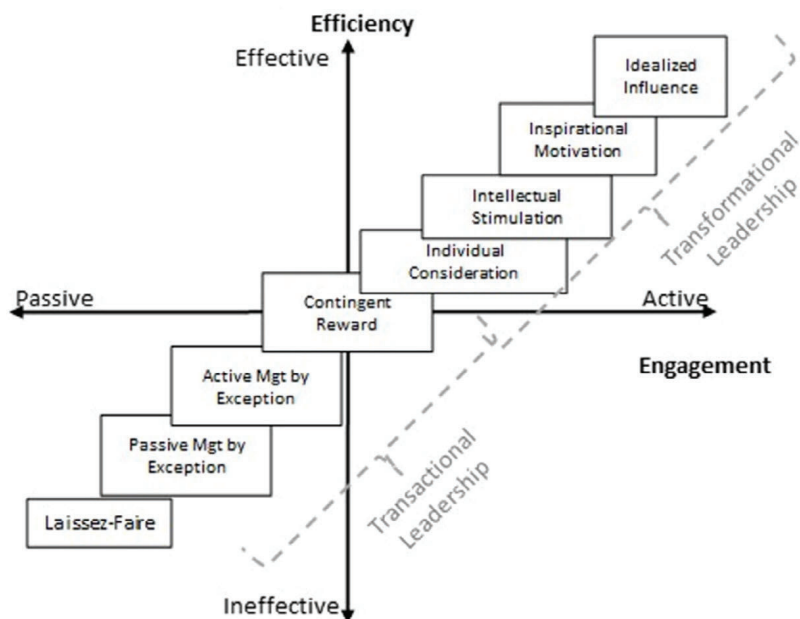 Efficiency
Effective
Idealized
Influence
Inspirational
Motivation
Intellectual
Stimulation
Transformational
Leadership
Individual
Consideration
Passive
Contingent
Reward
Active
Engagement
Active Mgt by
Exception
Passive Mgt by
Exception
Transactional
Leadership
Laissez-Faire
Ineffective